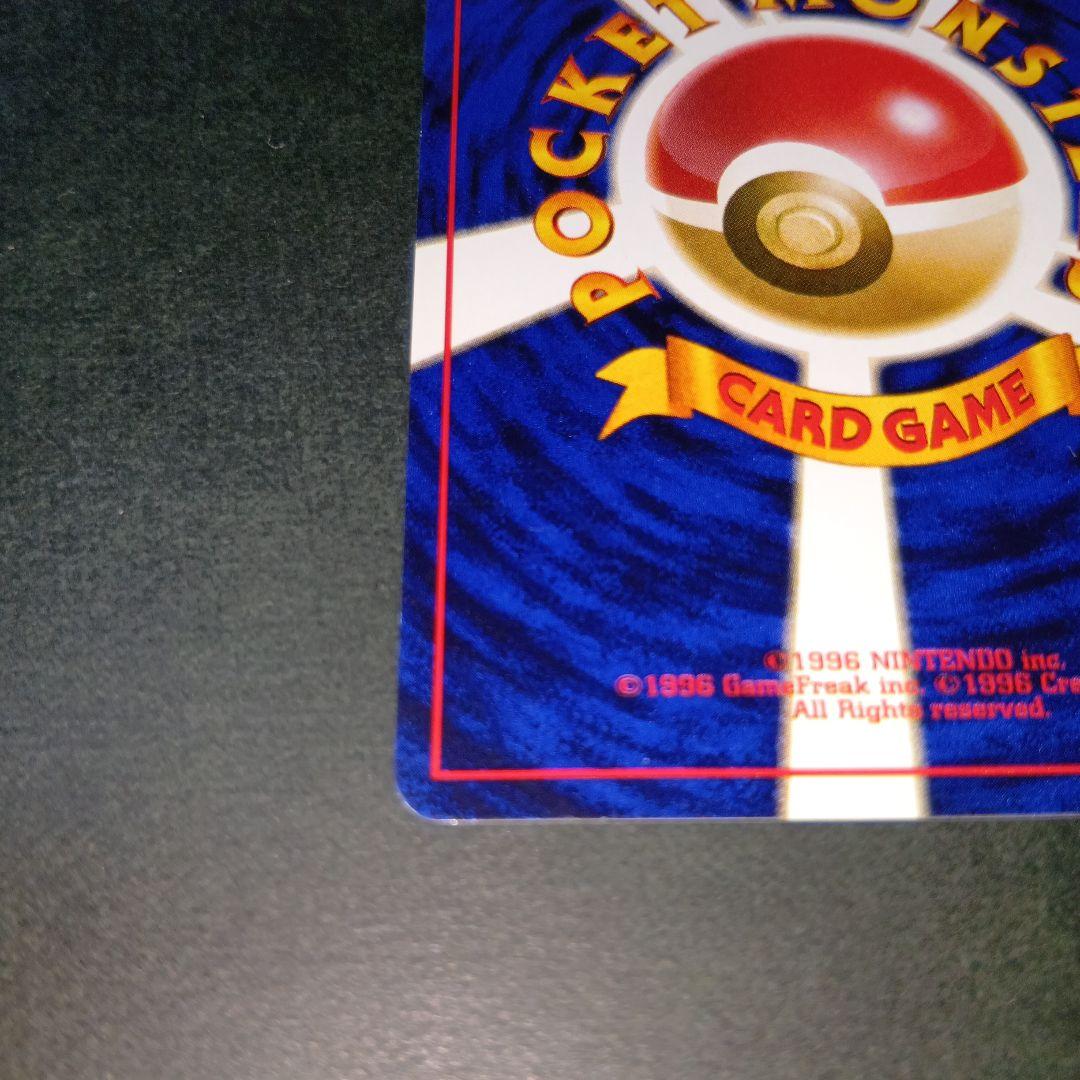 POCKET MONST
CARD GAME
©1996 NINTENDO inc.
©1996 GameFreak inc. ©1996 Cre
All Rights reserved.